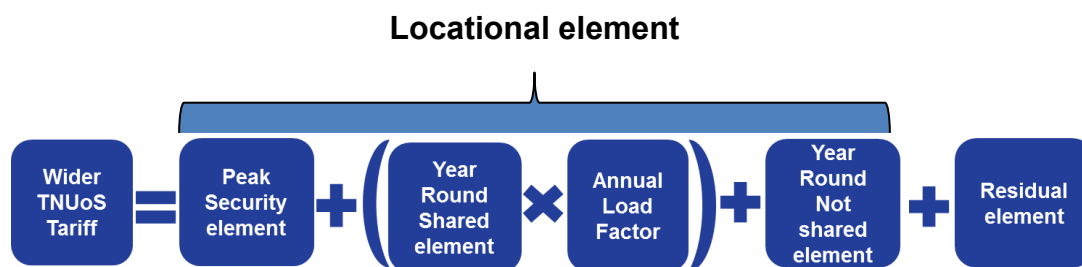 Locational element
Wider
TNUoS
Tariff
=
Peak
Security
element
+
(
Year
Round
Shared
element
×
Annual
Load
Factor
)
+
Year
Round
Not
shared
element
+
Residual
element